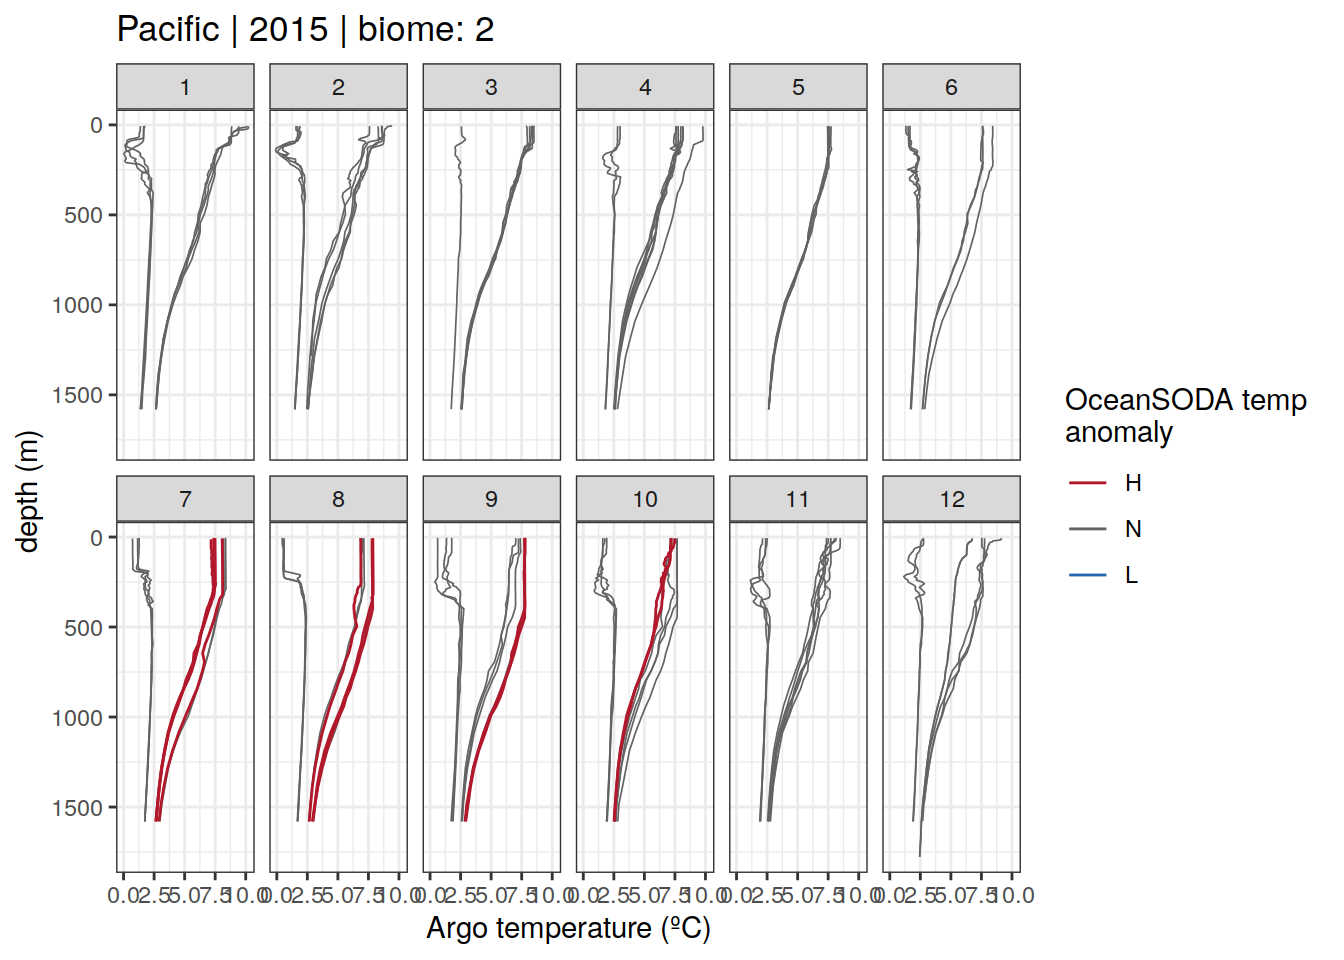 Pacific | 2015 | biome: 2
1 2 3 4 5 6
0
500
1000
1500
7 8 9 10 11 12
0
500
1000
1500
0.0 2.5 5.0 7.5 10.0 0.0 2.5 5.0 7.5 10.0 0.0 2.5 5.0 7.5 10.0 0.0 2.5 5.0 7.5 10.0 0.0 2.5 5.0 7.5 10.0 0.0 2.5 5.0 7.5 10.0
Argo temperature (ºC)
depth (m)
OceanSODA temp
anomaly
H
N
L